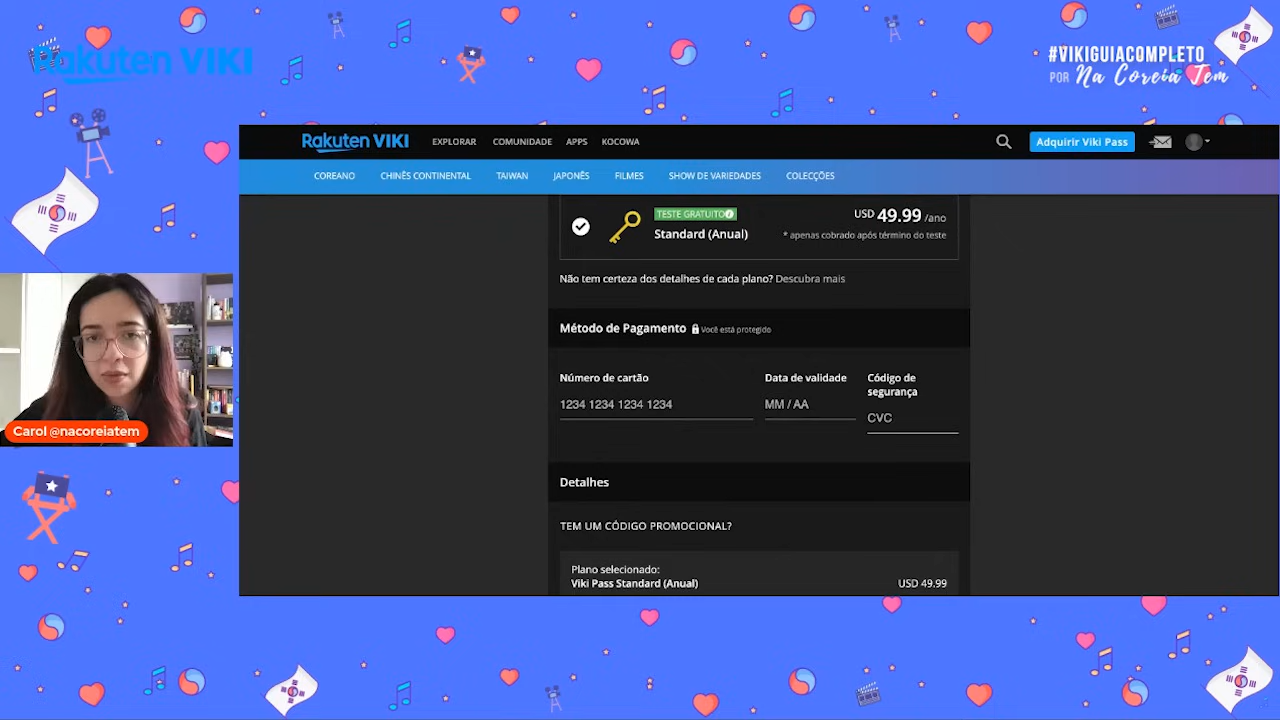 Rakuten VIKI
#VIKIGUIACOMPLETO
POR Na Coreia Tem
Rakuten VIKI EXPLORAR COMUNIDADE APPS KOCOWA Adquirir Viki Pass
COREANO CHINÊS CONTINENTAL TAIWAN JAPONÊS FILMES SHOW DE VARIEDADES COLECÇÕES
TESTE GRATUITO USD 49.99 /ano
Standard (Anual) * apenas cobrado após término do teste
Não tem certeza dos detalhes de cada plano? Descubra mais
Método de Pagamento Você está protegido
Número de cartão Data de validade Código de segurança
1234 1234 1234 1234 MM / AA CVC
Carol @nacoreiatem
Detalhes
TEM UM CÓDIGO PROMOCIONAL?
Plano selecionado:
Viki Pass Standard (Anual) USD 49.99